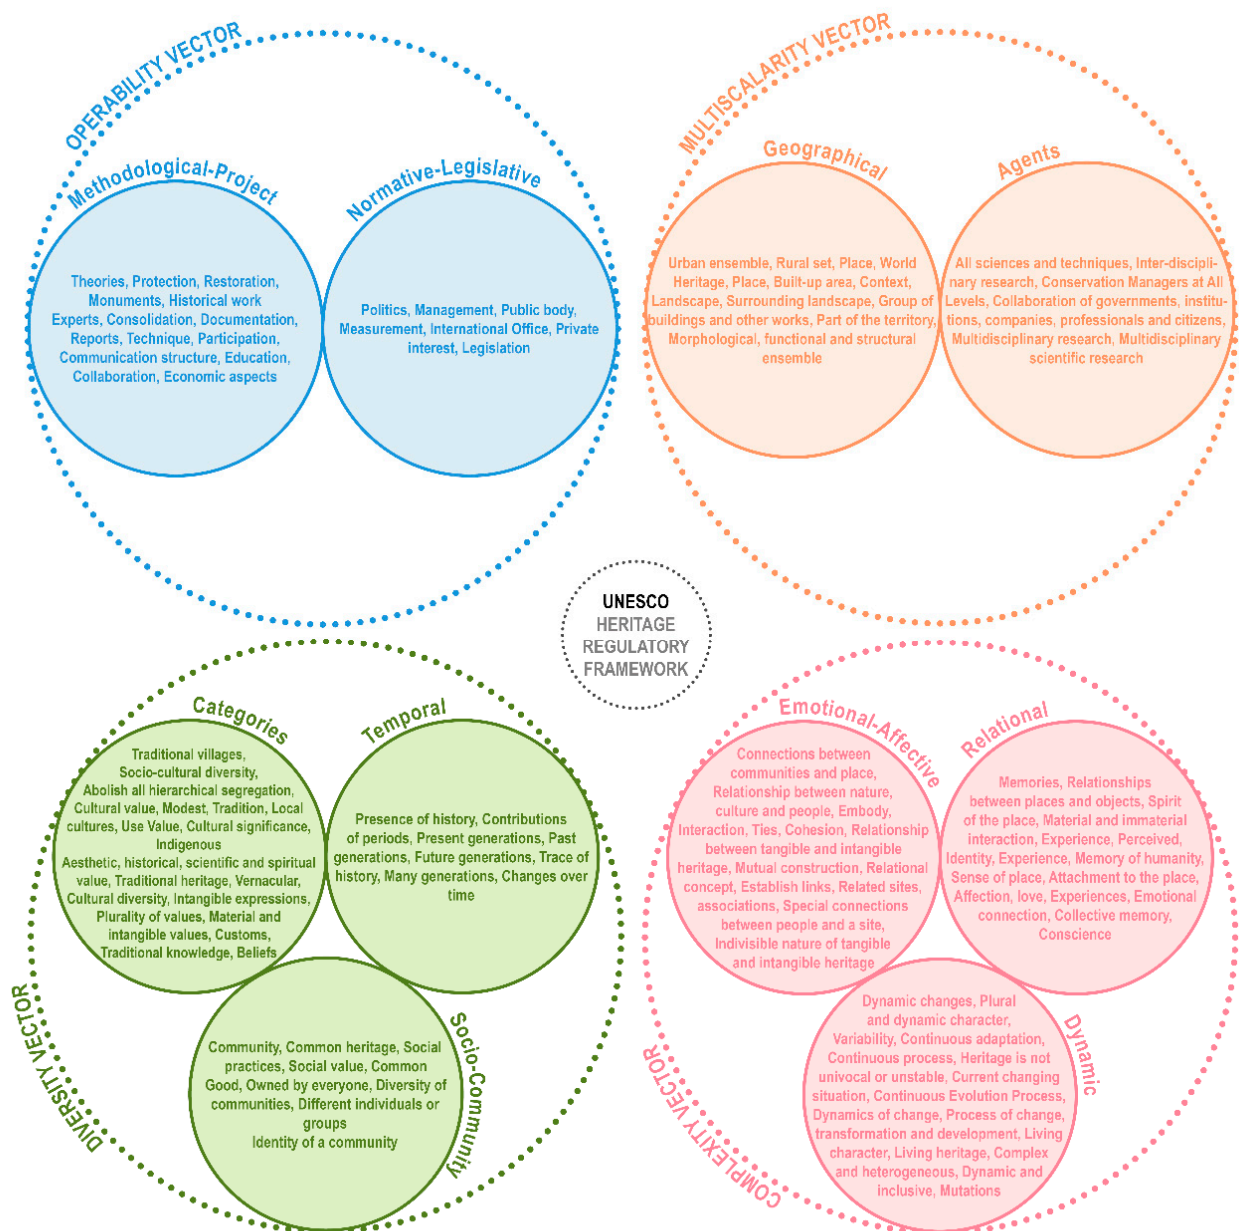 OPERABILITY VECTOR
Methodological-Project
Theories, Protection, Restoration,
Monuments, Historical work
Experts, Consolidation, Documentation,
Reports, Technique, Participation,
Communication structure, Education,
Collaboration, Economic aspects
Normative-Legislative
Politics, Management, Public body,
Measurement, International Office, Private
interest, Legislation
MULTISCALARITY VECTOR
Geographical
Urban ensemble, Rural set, Place, World
Heritage, Place, Built-up area, Context,
Landscape, Surrounding landscape, Group of
buildings and other works, Part of the territory,
Morphological, functional and structural
ensemble
Agents
All sciences and techniques, Inter-discipli-
nary research, Conservation Managers at All
Levels, Collaboration of governments, institu-
tions, companies, professionals and citizens,
Multidisciplinary research, Multidisciplinary
scientific research
UNESCO
HERITAGE
REGULATORY
FRAMEWORK
DIVERSITY VECTOR
Categories
Traditional villages,
Socio-cultural diversity,
Abolish all hierarchical segregation,
Cultural value, Modest, Tradition, Local
cultures, Use Value, Cultural significance,
Indigenous
Aesthetic, historical, scientific and spiritual
value, Traditional heritage, Vernacular,
Cultural diversity, Intangible expressions,
Plurality of values, Material and
intangible values, Customs,
Traditional knowledge, Beliefs
Temporal
Presence of history, Contributions
of periods, Present generations, Past
generations, Future generations, Trace of
history, Many generations, Changes over
time
Socio-Community
Community, Common heritage, Social
practices, Social value, Common
Good, Owned by everyone, Diversity of
communities, Different individuals or
groups
Identity of a community
COMPLEXITY VECTOR
Emotional-Affective
Connections between
communities and place,
Relationship between nature,
culture and people, Embody,
Interaction, Ties, Cohesion, Relationship
between tangible and intangible
heritage, Mutual construction, Relational
concept, Establish links, Related sites,
associations, Special connections
between people and a site,
Indivisible nature of tangible
and intangible heritage
Relational
Memories, Relationships
between places and objects, Spirit
of the place, Material and immaterial
interaction, Experience, Perceived,
Identity, Experience, Memory of humanity,
Sense of place, Attachment to the place,
Affection, love, Experiences, Emotional
connection, Collective memory,
Conscience
Dynamic
Dynamic changes, Plural
and dynamic character,
Variability, Continuous adaptation,
Continuous process, Heritage is not
univocal or unstable, Current changing
situation, Continuous Evolution Process,
Dynamics of change, Process of change,
transformation and development, Living
character, Living heritage, Complex
and heterogeneous, Dynamic and
inclusive, Mutations